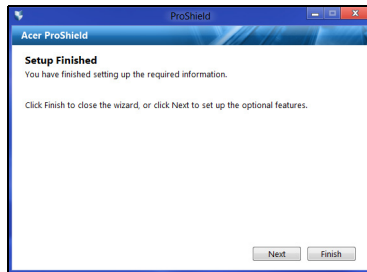 ProShield
Acer ProShield
Setup Finished
You have finished setting up the required information.
Click Finish to close the wizard, or click Next to set up the optional features.
Next Finish